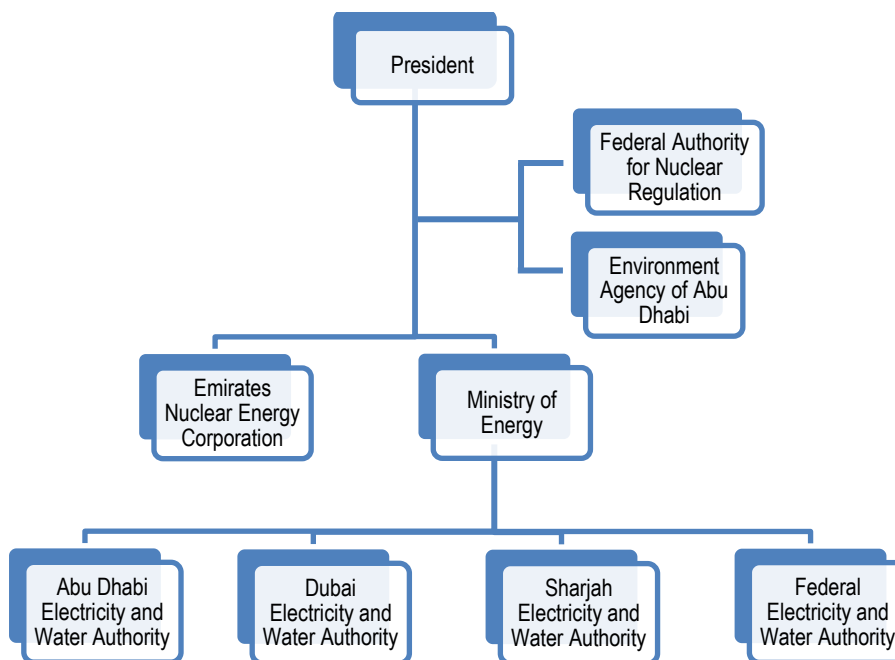 President
Federal Authority
for Nuclear
Regulation
Environment
Agency of Abu
Dhabi
Emirates
Nuclear Energy
Corporation
Ministry of
Energy
Abu Dhabi
Electricity and
Water Authority
Dubai
Electricity and
Water Authority
Sharjah
Electricity and
Water Authority
Federal
Electricity and
Water Authority